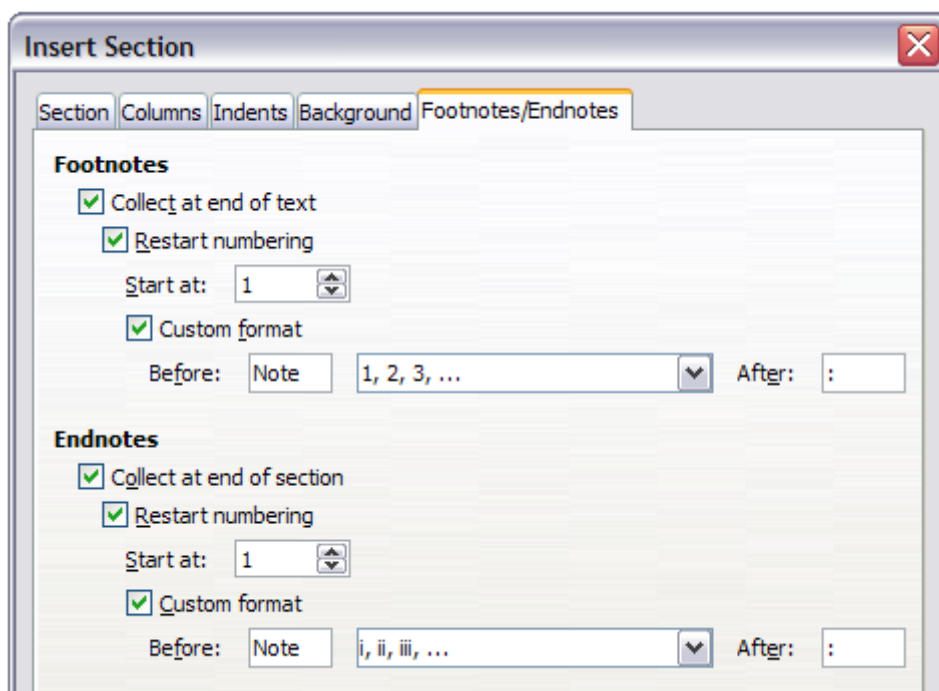 Insert Section
Section Columns Indents Background Footnotes/Endnotes
Footnotes
Collect at end of text
Restart numbering
Start at: 1
Custom format
Before: Note 1, 2, 3, ... After: :
Endnotes
Collect at end of section
Restart numbering
Start at: 1
Custom format
Before: Note i, ii, iii, ... After: :